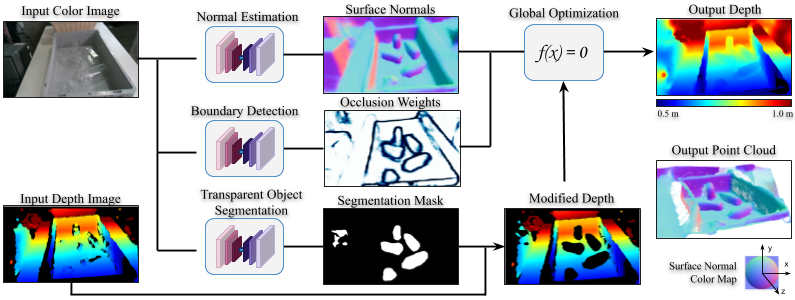 Input Color Image
Normal Estimation
Surface Normals
Global Optimization
Output Depth
f(x) = 0
Boundary Detection
Occlusion Weights
0.5 m
1.0 m
Output Point Cloud
Input Depth Image
Transparent Object
Segmentation
Segmentation Mask
Modified Depth
Surface Normal
Color Map
y
x
z